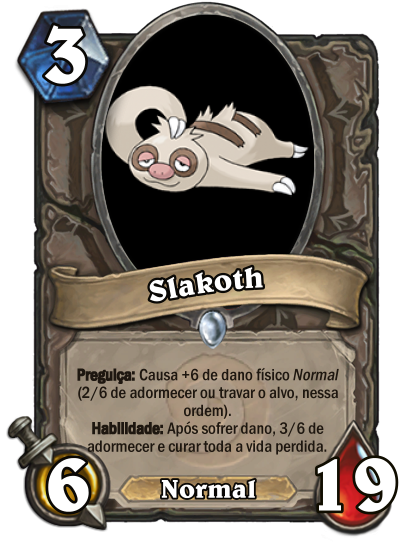 3
Slakoth
Preguiça: Causa +6 de dano físico Normal
(2/6 de adormecer ou travar o alvo, nessa
ordem).
Habilidade: Após sofrer dano, 3/6 de
adormecer e curar toda a vida perdida.
6
Normal
19